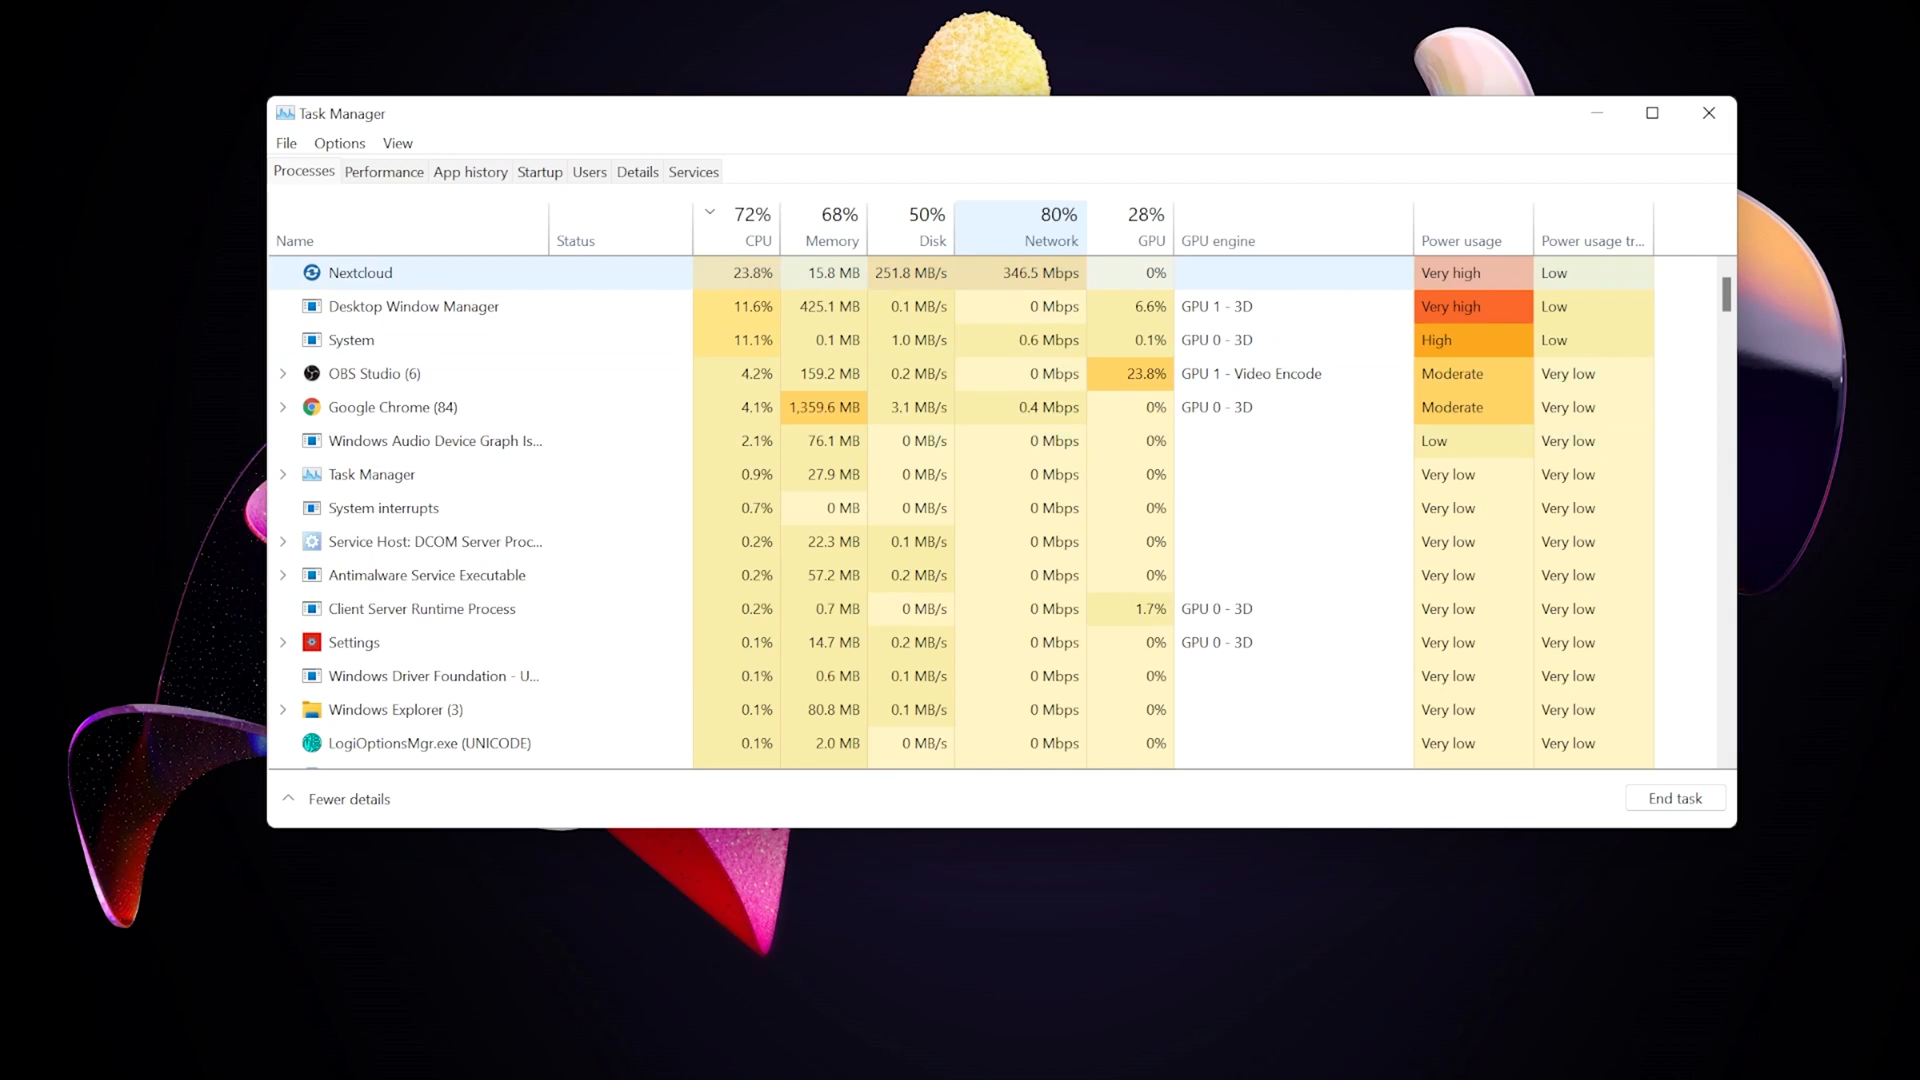 Task Manager
File Options View
Processes Performance App history Startup Users Details Services
72% 68% 50% 80% 28%
Name Status CPU Memory Disk Network GPU GPU engine Power usage Power usage tr...
Nextcloud 23.8% 15.8 MB 251.8 MB/s 346.5 Mbps 0% Very high Low
Desktop Window Manager 11.6% 425.1 MB 0.1 MB/s 0 Mbps 6.6% GPU 1 - 3D Very high Low
System 11.1% 0.1 MB 1.0 MB/s 0.6 Mbps 0.1% GPU 0 - 3D High Low
OBS Studio (6) 4.2% 159.2 MB 0.2 MB/s 0 Mbps 23.8% GPU 1 - Video Encode Moderate Very low
Google Chrome (84) 4.1% 1,359.6 MB 3.1 MB/s 0.4 Mbps 0% GPU 0 - 3D Moderate Very low
Windows Audio Device Graph Is... 2.1% 76.1 MB 0 MB/s 0 Mbps 0% Low Very low
Task Manager 0.9% 27.9 MB 0 MB/s 0 Mbps 0% Very low Very low
System interrupts 0.7% 0 MB 0 MB/s 0 Mbps 0% Very low Very low
Service Host: DCOM Server Proc... 0.2% 22.3 MB 0.1 MB/s 0 Mbps 0% Very low Very low
Antimalware Service Executable 0.2% 57.2 MB 0.2 MB/s 0 Mbps 0% Very low Very low
Client Server Runtime Process 0.2% 0.7 MB 0 MB/s 0 Mbps 1.7% GPU 0 - 3D Very low Very low
Settings 0.1% 14.7 MB 0.2 MB/s 0 Mbps 0% GPU 0 - 3D Very low Very low
Windows Driver Foundation - U... 0.1% 0.6 MB 0.1 MB/s 0 Mbps 0% Very low Very low
Windows Explorer (3) 0.1% 80.8 MB 0.1 MB/s 0 Mbps 0% Very low Very low
LogiOptionsMgr.exe (UNICODE) 0.1% 2.0 MB 0 MB/s 0 Mbps 0% Very low Very low
Fewer details End task